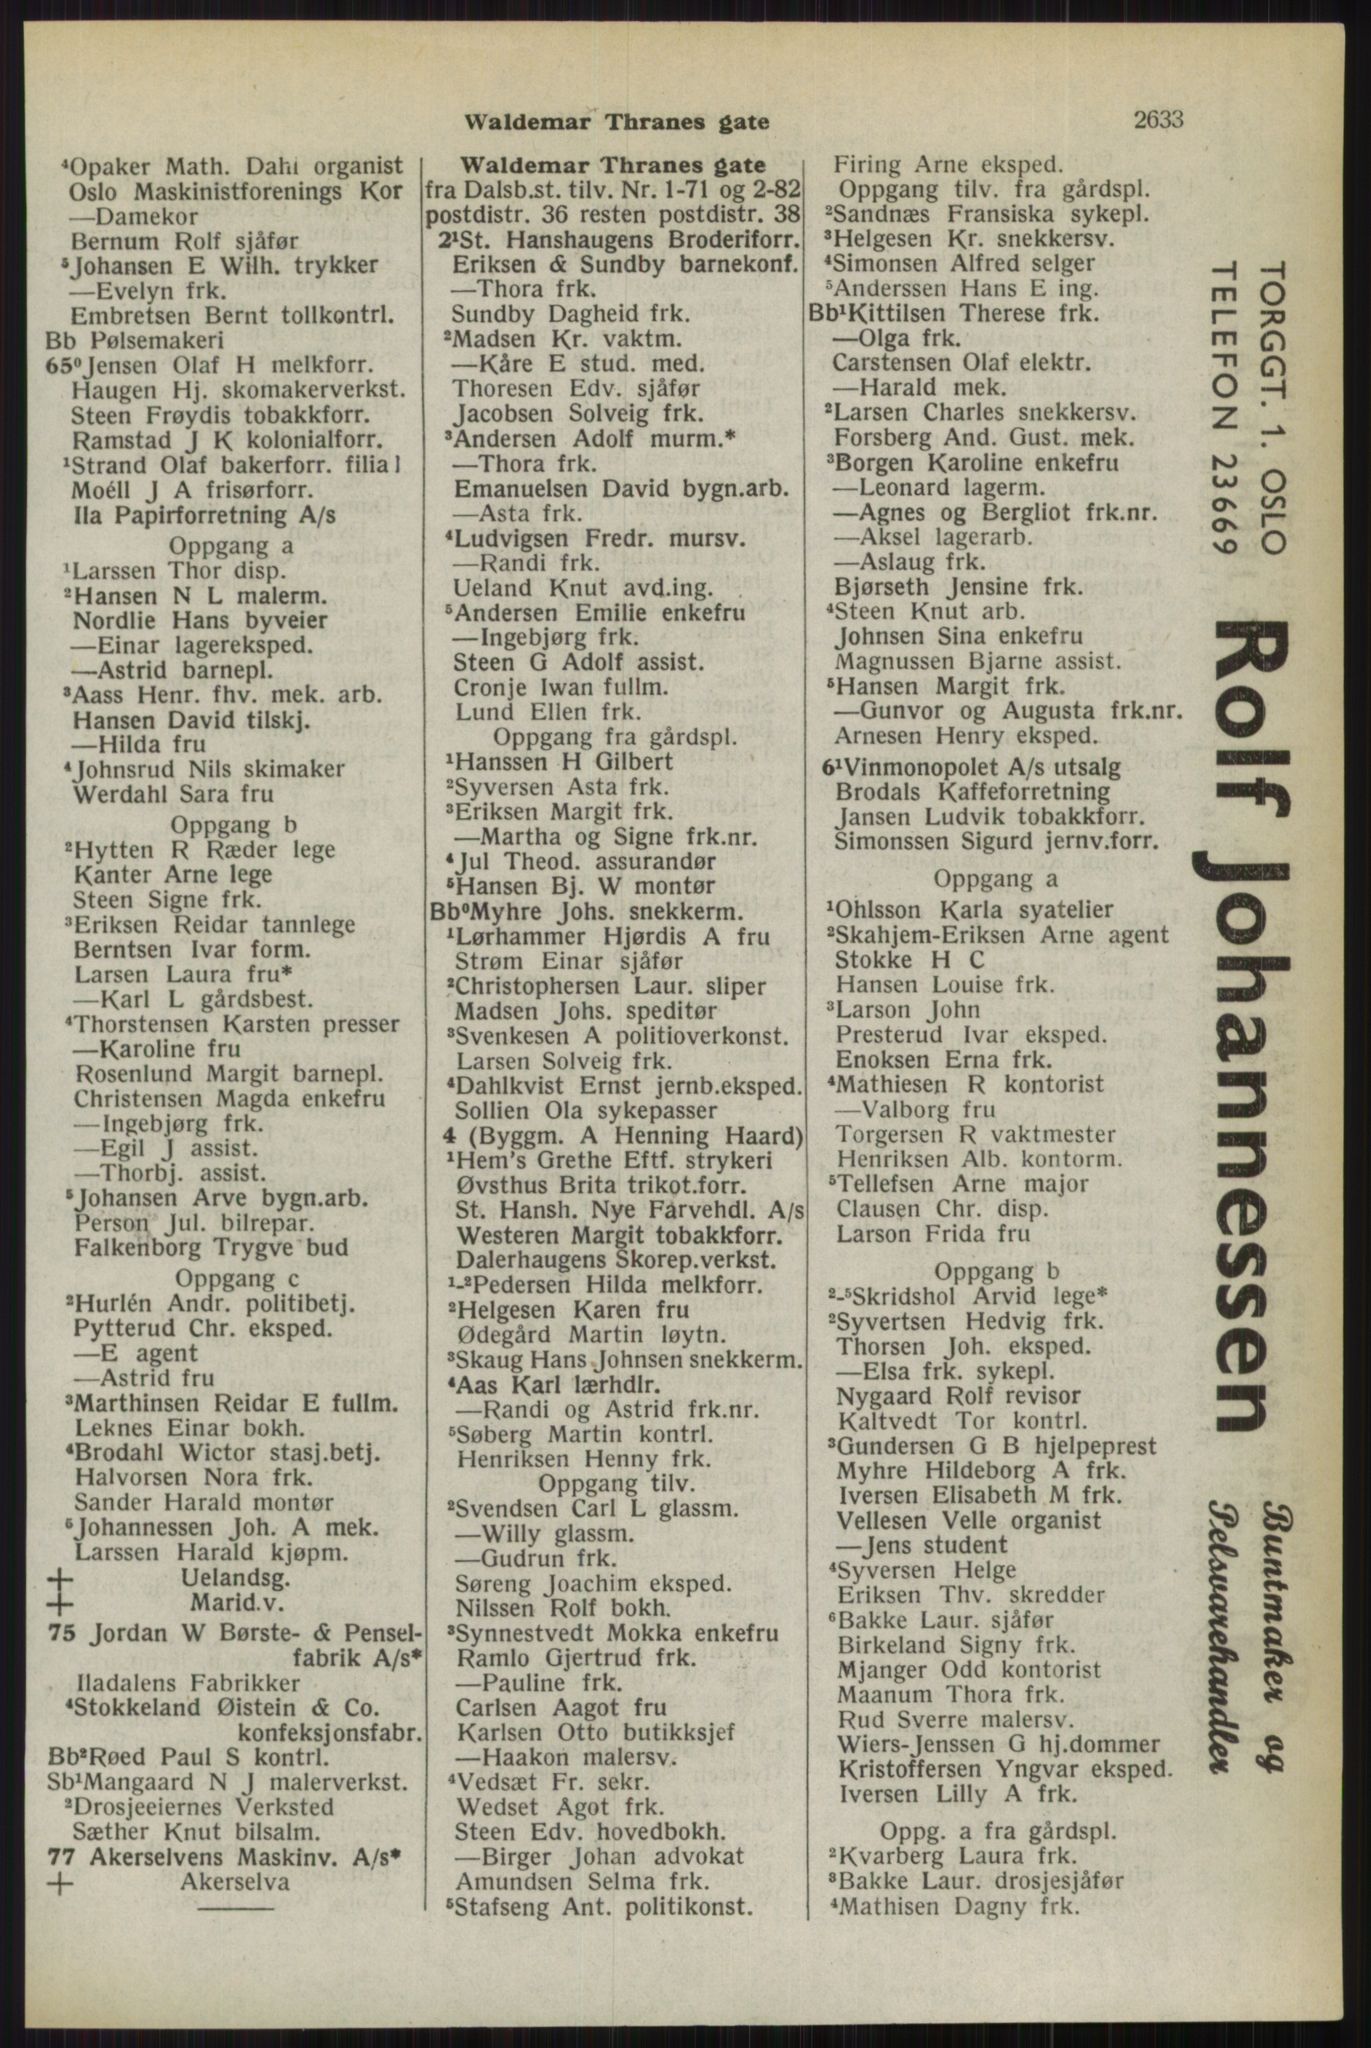 Waldemar Thranes gate
2633
⁴Opaker Math. Dahl organist
Oslo Maskinistforenings Kor
—Damekor
Bernum Rolf sjåfør
⁵Johansen E Wilh. trykker
—Evelyn frk.
Embretsen Bernt tollkontrl.
Bb Pølsemakeri
65⁰Jensen Olaf H melkforr.
Haugen Hj. skomakerverkst.
Steen Frøydis tobakkforr.
Ramstad J K kolonialforr.
¹Strand Olaf bakerforr. filial
Moéll J A frisørforr.
Ila Papirforretning A/s
Oppgang a
¹Larssen Thor disp.
²Hansen N L malerm.
Nordlie Hans byveier
—Einar lagereksped.
—Astrid barnepl.
³Aass Henr. fhv. mek. arb.
Hansen David tilskj.
—Hilda fru
⁴Johnsrud Nils skimaker
Werdahl Sara fru
Oppgang b
²Hytten R Ræder lege
Kanter Arne lege
Steen Signe frk.
³Eriksen Reidar tannlege
Berntsen Ivar form.
Larsen Laura fru*
—Karl L gårdsbest.
⁴Thorstensen Karsten presser
—Karoline fru
Rosenlund Margit barnepl.
Christensen Magda enkefru
—Ingebjørg frk.
—Egil J assist.
—Thorbj. assist.
⁵Johansen Arve bygn.arb.
Person Jul. bilrepar.
Falkenborg Trygve bud
Oppgang c
²Hurlén Andr. politibetj.
Pytterud Chr. eksped.
—E agent
—Astrid fru
³Marthinsen Reidar E fullm.
Leknes Einar bokh.
⁴Brodahl Wictor stasj.betj.
Halvorsen Nora frk.
Sander Harald montør
⁵Johannessen Joh. A mek.
Larssen Harald kjøpm.
+ Uelandsg.
+ Marid.v.
75 Jordan W Børste- & Pensel-
fabrik A/s*
Iladalens Fabrikker
⁴Stokkeland Øistein & Co.
konfeksjonsfabr.
Bb²Røed Paul S kontrl.
Sb¹Mangaard N J malerverkst.
²Drosjeeiernes Verksted
Sæther Knut bilsalm.
77 Akerselvens Maskinv. A/s*
+ Akerselva
Waldemar Thranes gate
fra Dalsb.st. tilv. Nr. 1-71 og 2-82
postdistr. 36 resten postdistr. 38
2¹St. Hanshaugens Broderiforr.
Eriksen & Sundby barnekonf.
—Thora frk.
Sundby Dagheid frk.
²Madsen Kr. vaktm.
—Kåre E stud. med.
Thoresen Edv. sjåfør
Jacobsen Solveig frk.
³Andersen Adolf murm.*
—Thora frk.
Emanuelsen David bygn.arb.
—Asta frk.
⁴Ludvigsen Fredr. mursv.
—Randi frk.
Ueland Knut avd.ing.
⁵Andersen Emilie enkefru
—Ingebjørg frk.
Steen G Adolf assist.
Cronje Iwan fullm.
Lund Ellen frk.
Oppgang fra gårdspl.
¹Hanssen H Gilbert
²Syversen Asta frk.
³Eriksen Margit frk.
—Martha og Signe frk.nr.
⁴Jul Theod. assurandør
⁵Hansen Bj. W montør
Bb⁰Myhre Johs. snekkerm.
¹Lørhammer Hjørdis A fru
Strøm Einar sjåfør
²Christophersen Laur. sliper
Madsen Johs. speditør
³Svenkesen A politioverkonst.
Larsen Solveig frk.
⁴Dahlkvist Ernst jernb.eksped.
Sollien Ola sykepasser
4 (Byggm. A Henning Haard)
¹Hem's Grethe Eftf. strykeri
Øvsthus Brita trikot.forr.
St. Hansh. Nye Farvehdl. A/s
Westeren Margit tobakkforr.
Dalerhaugens Skorep.verkst.
¹-²Pedersen Hilda melkforr.
²Helgesen Karen fru
Ødegård Martin løytn.
³Skaug Hans Johnsen snekkerm.
⁴Aas Karl lærhdlr.
—Randi og Astrid frk.nr.
⁵Søberg Martin kontrl.
Henriksen Henny frk.
Oppgang tilv.
²Svendsen Carl L glassm.
—Willy glassm.
—Gudrun frk.
Søreng Joachim eksped.
Nilssen Rolf bokh.
³Synnestvedt Mokka enkefru
Ramlo Gjertrud frk.
—Pauline frk.
Carlsen Aagot fru
Karlsen Otto butikksjef
—Haakon malersv.
⁴Vedsæt Fr. sekr.
Wedset Ågot frk.
Steen Edv. hovedbokh.
—Birger Johan advokat
Amundsen Selma frk.
⁵Stafseng Ant. politikonst.
Firing Arne eksped.
Oppgang tilv. fra gårdspl.
²Sandnæs Fransiska sykepl.
³Helgesen Kr. snekkersv.
⁴Simonsen Alfred selger
⁵Anderssen Hans E ing.
Bb¹Kittilsen Therese frk.
—Olga frk.
Carstensen Olaf elektr.
—Harald mek.
²Larsen Charles snekkersv.
Forsberg And. Gust. mek.
³Borgen Karoline enkefru
—Leonard lagerm.
—Agnes og Bergliot frk.nr.
—Aksel lagerarb.
—Aslaug frk.
Bjørseth Jensine frk.
⁴Steen Knut arb.
Johnsen Sina enkefru
Magnussen Bjarne assist.
⁵Hansen Margit frk.
—Gunvor og Augusta frk.nr.
Arnesen Henry eksped.
6¹Vinmonopolet A/s utsalg
Brodals Kaffeforretning
Jansen Ludvik tobakkforr.
Simonssen Sigurd jernv.forr.
Oppgang a
¹Ohlsson Karla syatelier
²Skahjem-Eriksen Arne agent
Stokke H C
Hansen Louise frk.
³Larson John
Presterud Ivar eksped.
Enoksen Erna frk.
⁴Mathiesen R kontorist
—Valborg fru
Torgersen R vaktmester
Henriksen Alb. kontorm.
⁵Tellefsen Arne major
Clausen Chr. disp.
Larson Frida fru
Oppgang b
²-⁵Skridshol Arvid lege*
²Syvertsen Hedvig frk.
Thorsen Joh. eksped.
—Elsa frk. sykepl.
Nygaard Rolf revisor
Kaltvedt Tor kontrl.
³Gundersen G B hjelpeprest
Myhre Hildeborg A frk.
Iversen Elisabeth M frk.
Vellesen Velle organist
—Jens student
⁴Syversen Helge
Eriksen Thv. skredder
⁶Bakke Laur. sjåfør
Birkeland Signy frk.
Mjanger Odd kontorist
Maanum Thora frk.
Rud Sverre malersv.
Wiers-Jenssen G hj.dommer
Kristoffersen Yngvar eksped.
Iversen Lilly A frk.
Oppg. a fra gårdspl.
²Kvarberg Laura frk.
³Bakke Laur. drosjesjåfør
⁴Mathisen Dagny frk.
TORGGT. 1. OSLO
TELEFON 23669
Rolf Johannessen
Buntmaker og
Pelsvarehandler